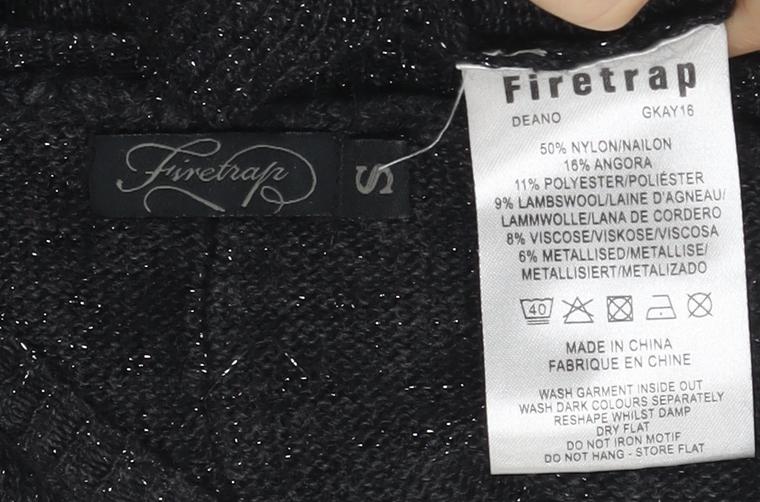 Firetrap
S
Firetrap
DEANO GKAY16
50% NYLON/NAILON
16% ANGORA
11% POLYESTER/POLIÉSTER
9% LAMBSWOOL/LAINE D'AGNEAU/
LAMMWOLLE/LANA DE CORDERO
8% VISCOSE/VISKOSE/VISCOSA
6% METALLISED/METALLISE/
METALLISIERT/METALIZADO
40
MADE IN CHINA
FABRIQUE EN CHINE
WASH GARMENT INSIDE OUT
WASH DARK COLOURS SEPARATELY
RESHAPE WHILST DAMP
DRY FLAT
DO NOT IRON MOTIF
DO NOT HANG - STORE FLAT